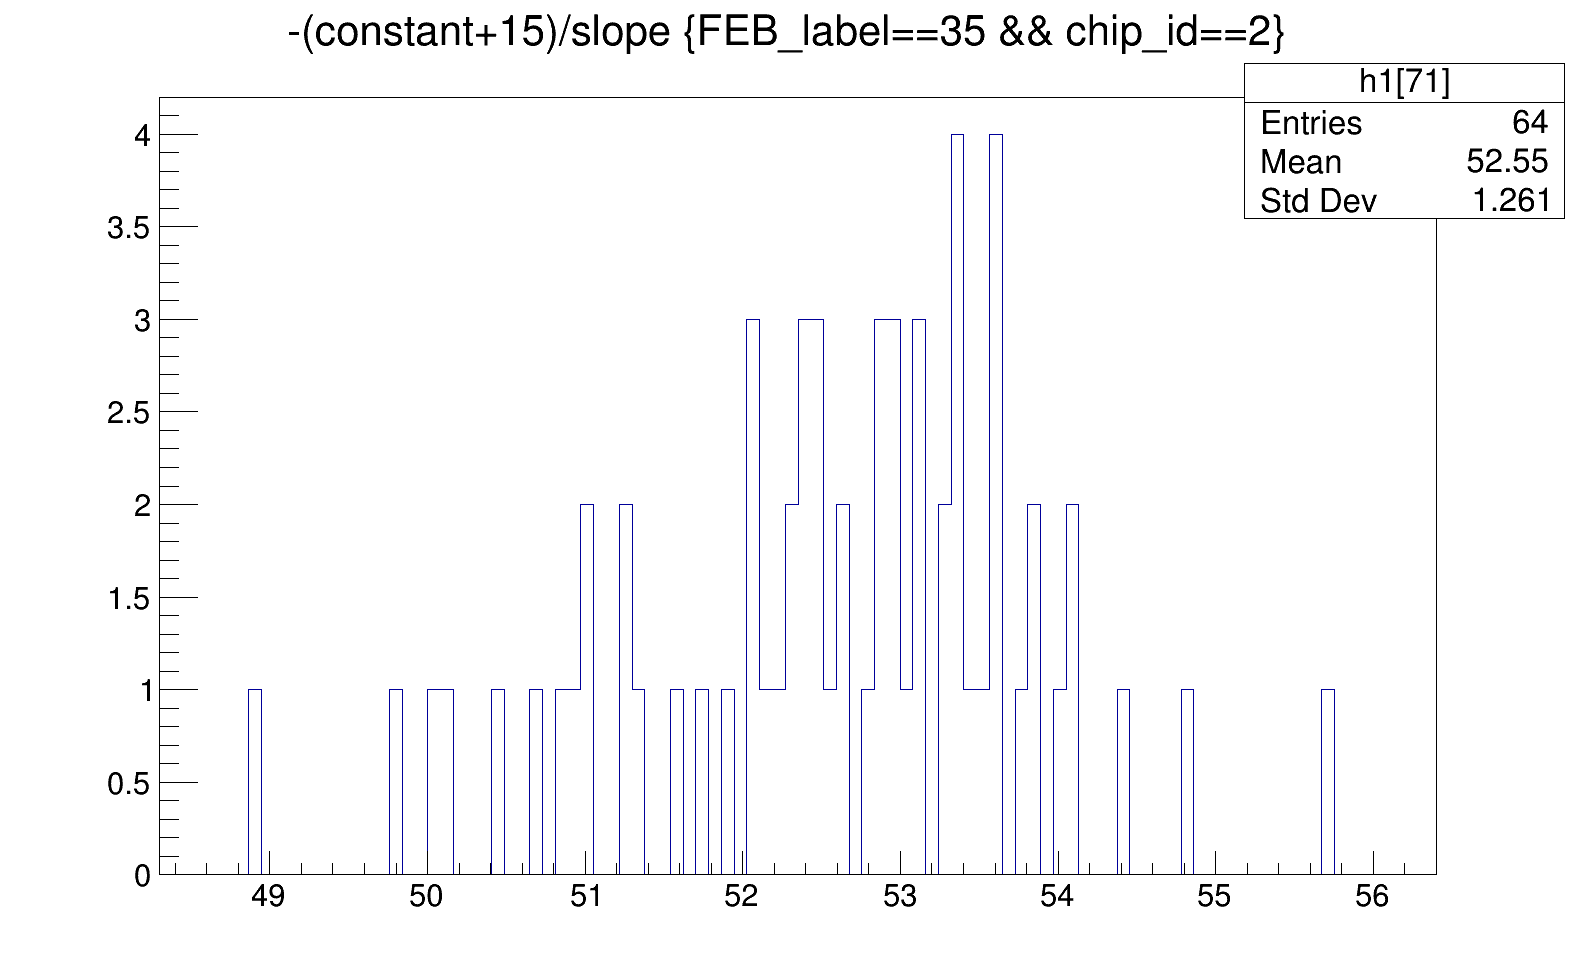 -(constant+15)/slope {FEB_label==35 && chip_id==2}
h1[71]
Entries 64
Mean 52.55
Std Dev 1.261
4
3.5
3
2.5
2
1.5
1
0.5
0
49 50 51 52 53 54 55 56